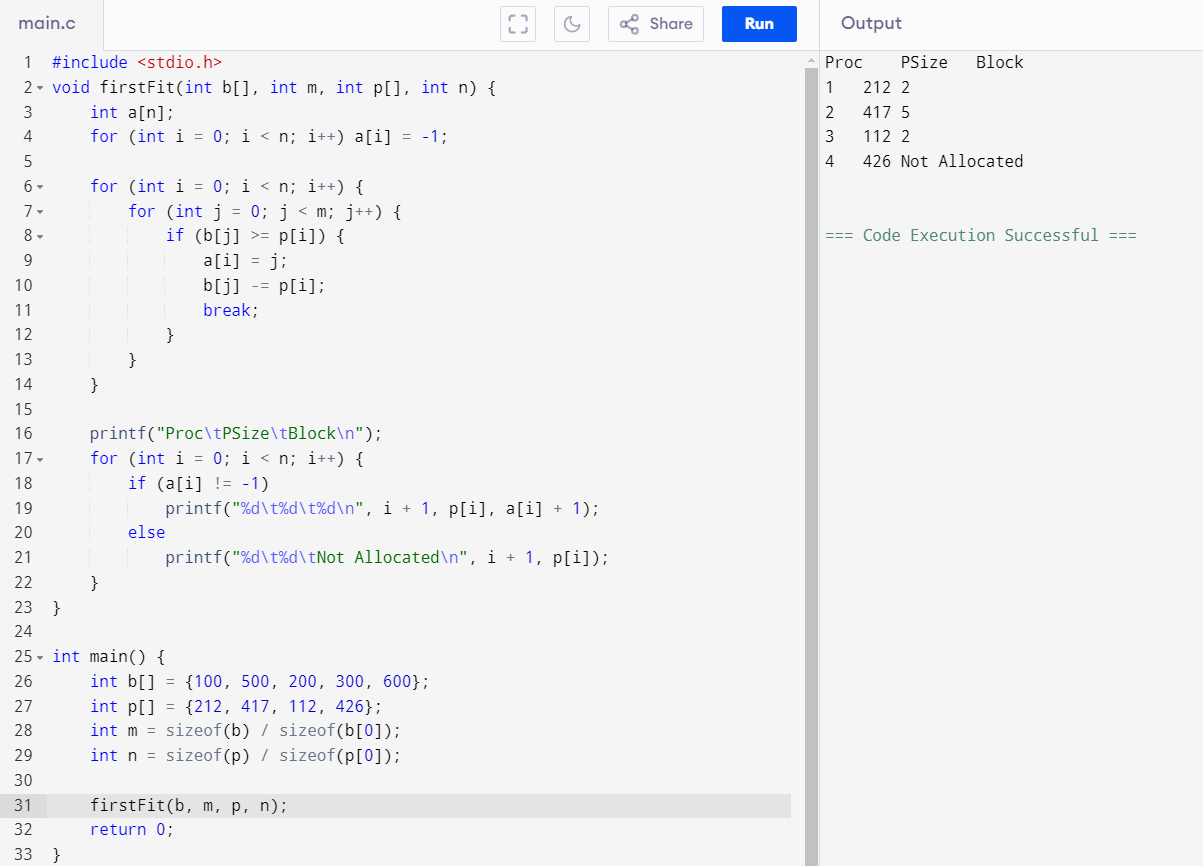 main.c
Share
Run
Output
1 #include <stdio.h>
2 void firstFit(int b[], int m, int p[], int n) {
3     int a[n];
4     for (int i = 0; i < n; i++) a[i] = -1;
5
6     for (int i = 0; i < n; i++) {
7         for (int j = 0; j < m; j++) {
8             if (b[j] >= p[i]) {
9                 a[i] = j;
10                 b[j] -= p[i];
11                 break;
12             }
13         }
14     }
15
16     printf("Proc\tPSize\tBlock\n");
17     for (int i = 0; i < n; i++) {
18         if (a[i] != -1)
19             printf("%d\t%d\t%d\n", i + 1, p[i], a[i] + 1);
20         else
21             printf("%d\t%d\tNot Allocated\n", i + 1, p[i]);
22     }
23 }
24
25 int main() {
26     int b[] = {100, 500, 200, 300, 600};
27     int p[] = {212, 417, 112, 426};
28     int m = sizeof(b) / sizeof(b[0]);
29     int n = sizeof(p) / sizeof(p[0]);
30
31     firstFit(b, m, p, n);
32     return 0;
33 }
Proc    PSize   Block
1   212 2
2   417 5
3   112 2
4   426 Not Allocated
=== Code Execution Successful ===